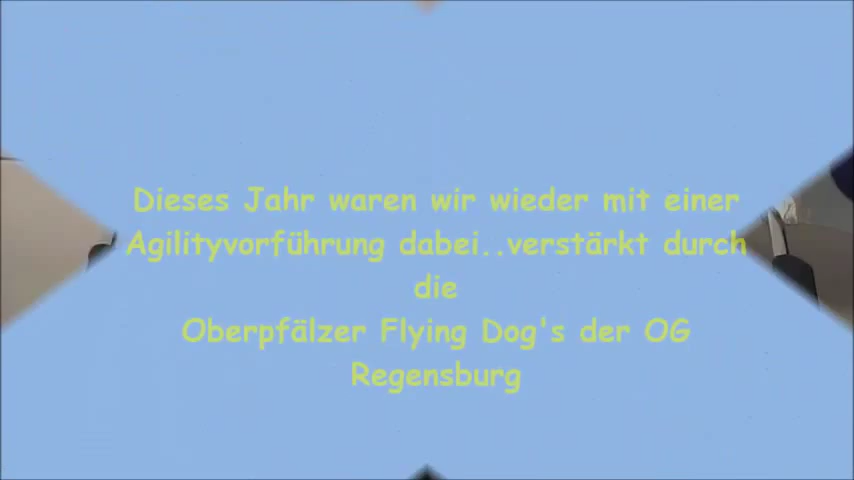 Dieses Jahr waren wir wieder mit einer
Agilityvorführung dabei..verstärkt durch
die
Oberpfälzer Flying Dog's der OG
Regensburg